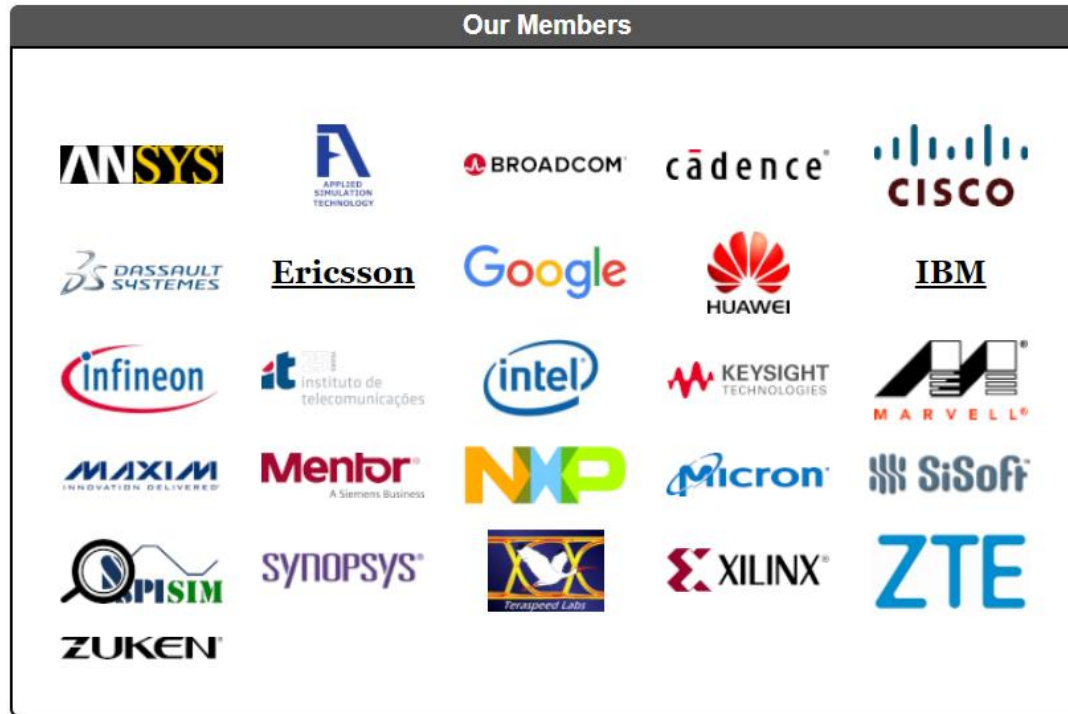 Our Members
ANSYS
APPLIED
SIMULATION
TECHNOLOGY
BROADCOM
cādence®
CISCO
DASSAULT
SYSTEMES
Ericsson
Google
HUAWEI
IBM
infineon
it
instituto de
telecomunicações
intel®
KEYSIGHT
TECHNOLOGIES
®
MARVELL®
MAXIM
INNOVATION DELIVERED
Mentor®
A Siemens Business
NXP
Micron
SiSoft
SPISIM
SYNOPSYS®
Teraspeed Labs
XILINX®
ZTE
ZUKEN®